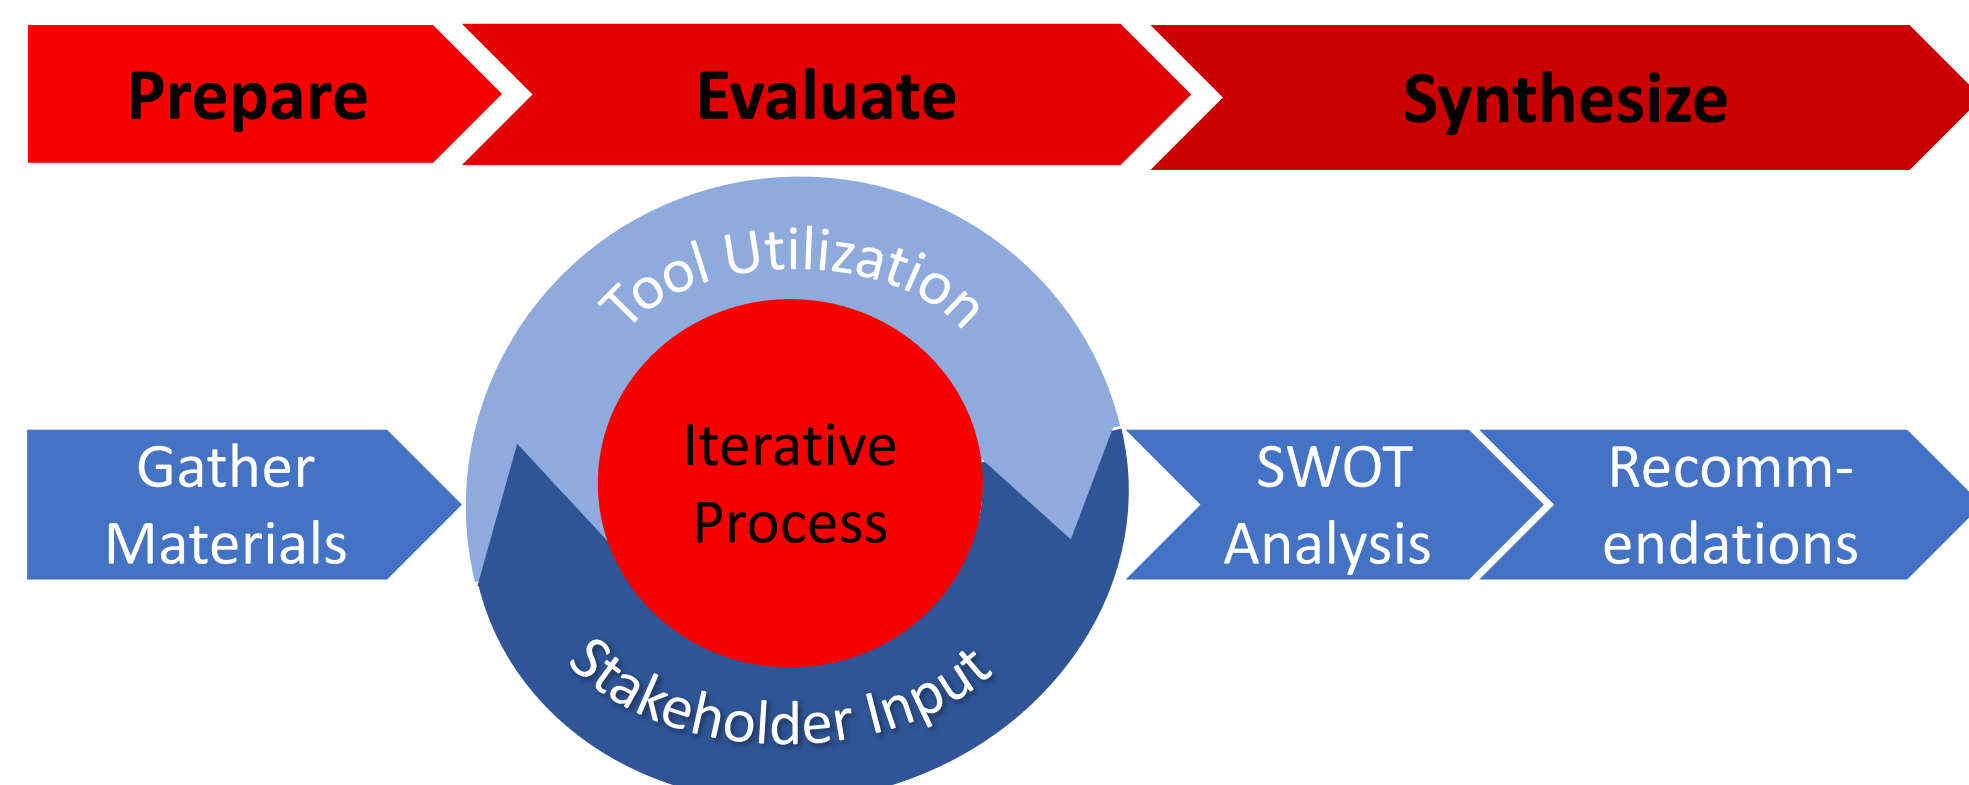 Prepare
Evaluate
Synthesize
Tool Utilization
Gather
Materials
Iterative
Process
Stakeholder Input
SWOT
Analysis
Recomm-
endations